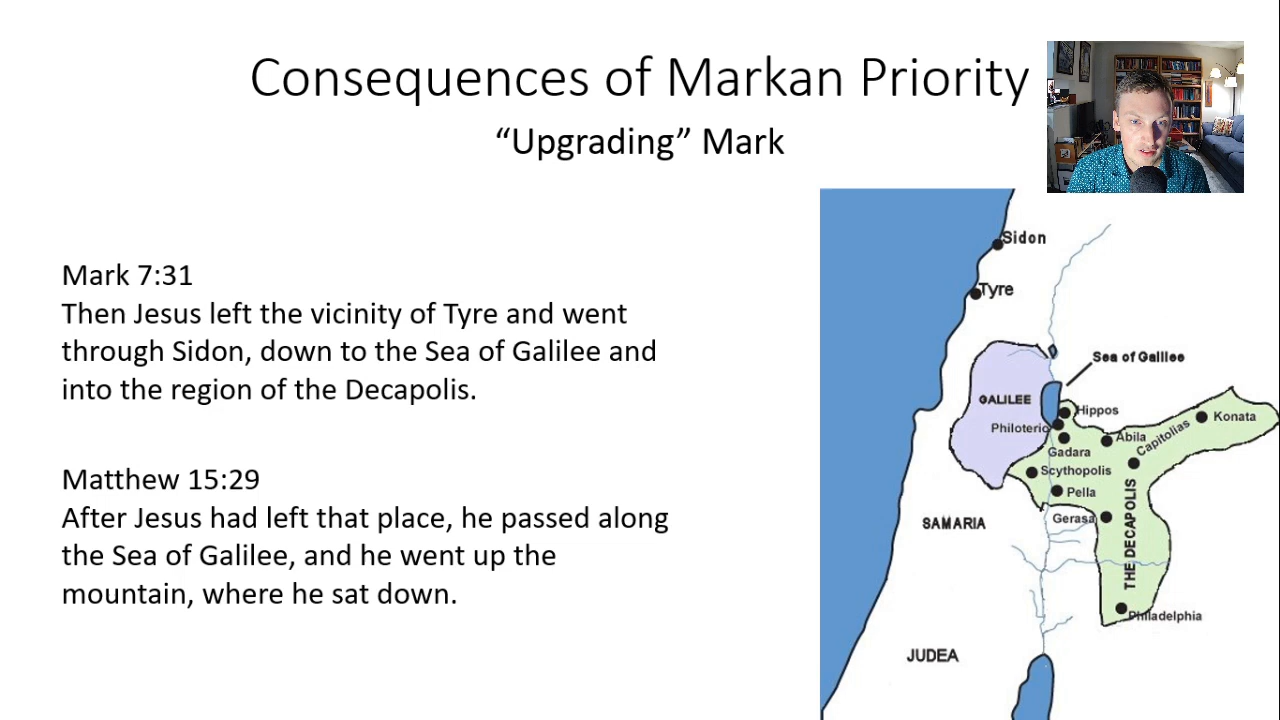 Consequences of Markan Priority
“Upgrading” Mark
Mark 7:31
Then Jesus left the vicinity of Tyre and went
through Sidon, down to the Sea of Galilee and
into the region of the Decapolis.
Matthew 15:29
After Jesus had left that place, he passed along
the Sea of Galilee, and he went up the
mountain, where he sat down.
Sidon
Tyre
Sea of Galilee
GALILEE
Hippos
Konata
Philoterio
Abila
Capitolias
Gadara
Scythopolis
Pella
Gerasa
SAMARIA
THE DECAPOLIS
Philadelphia
JUDEA